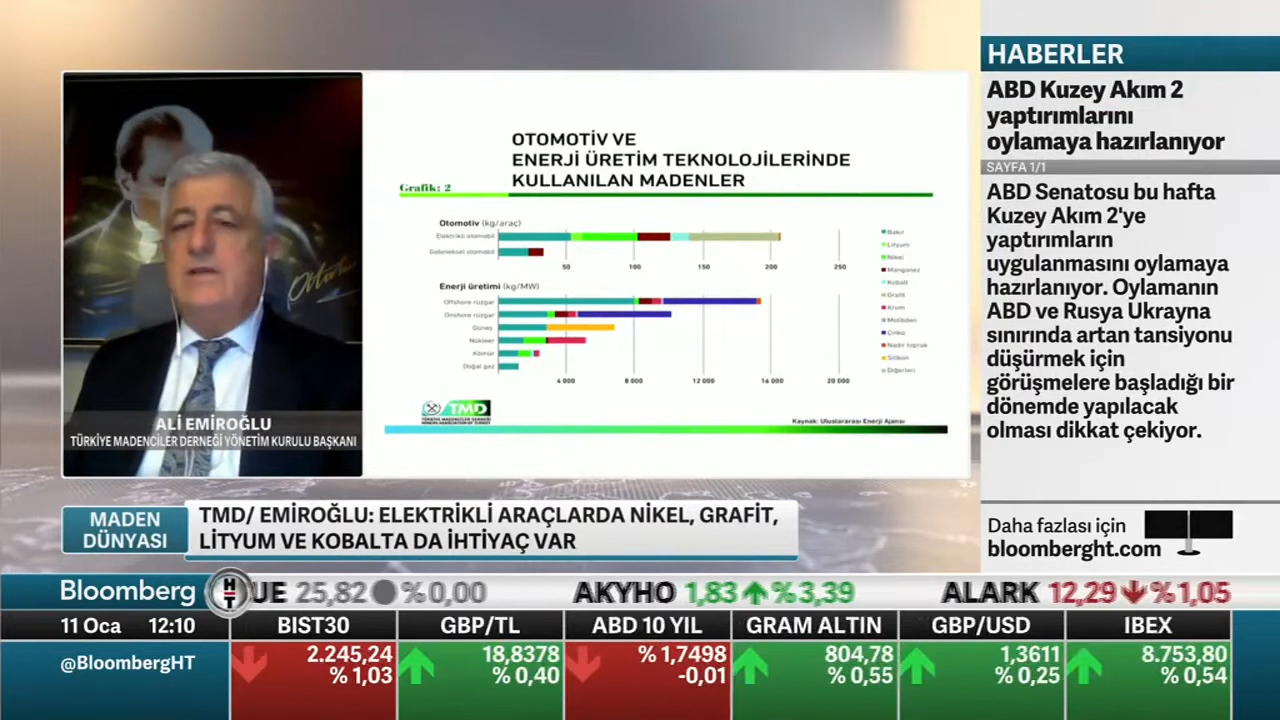 HABERLER
ABD Kuzey Akım 2
yaptırımlarını
oylamaya hazırlanıyor
SAYFA 1/1
ABD Senatosu bu hafta
Kuzey Akım 2'ye
yaptırımların
uygulanmasını oylamaya
hazırlanıyor. Oylamanın
ABD ve Rusya Ukrayna
sınırında artan tansiyonu
düşürmek için
görüşmelere başladığı bir
dönemde yapılacak
olması dikkat çekiyor.
Daha fazlası için
bloomberght.com
OTOMOTİV VE
ENERJİ ÜRETİM TEKNOLOJİLERİNDE
KULLANILAN MADENLER
Grafik: 2
Otomotiv (kg/araç)
Elektrikli otomobil
Geleneksel otomobil
50 100 150 200 250
Enerji üretimi (kg/MW)
Offshore rüzgar
Onshore rüzgar
Güneş
Nükleer
Kömür
Doğal gaz
4 000 8 000 12 000 16 000 20 000
Bakır
Lityum
Nikel
Manganez
Kobalt
Grafit
Krom
Molibden
Çinko
Nadir toprak
Silikon
Diğerleri
TMD
TÜRKİYE MADENCİLER DERNEĞİ
MINERS ASSOCIATION OF TURKEY
Kaynak: Uluslararası Enerji Ajansı
ALİ EMİROĞLU
TÜRKİYE MADENCİLER DERNEĞİ YÖNETİM KURULU BAŞKANI
MADEN
DÜNYASI
TMD/ EMİROĞLU: ELEKTRİKLİ ARAÇLARDA NİKEL, GRAFİT,
LİTYUM VE KOBALTA DA İHTİYAÇ VAR
Bloomberg HT
UE 25,82 %0,00 AKYHO 1,83 %3,39 ALARK 12,29 %1,05
11 Oca 12:10
@BloombergHT
BIST30 GBP/TL ABD 10 YIL GRAM ALTIN GBP/USD IBEX
2.245,24 18,8378 % 1,7498 804,78 1,3611 8.753,80
% 1,03 % 0,40 -0,01 % 0,55 % 0,25 % 0,54